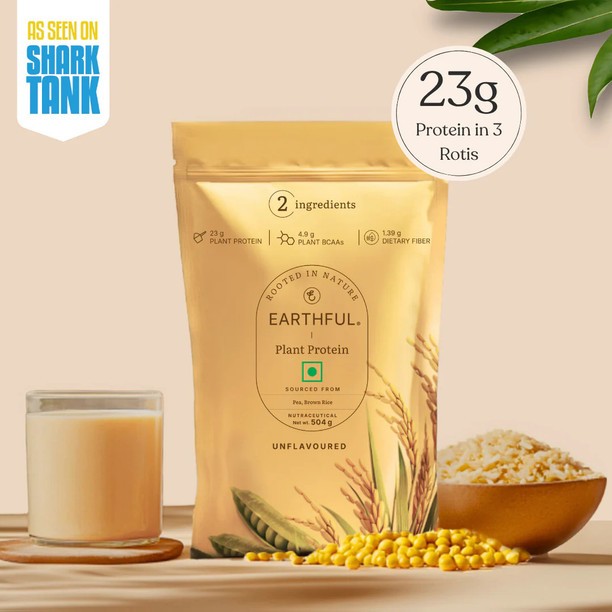 AS SEEN ON
SHARK
TANK
23g
Protein in 3
Rotis
2 ingredients
23 g
PLANT PROTEIN
4.9 g
PLANT BCAAs
1.39 g
DIETARY FIBER
ROOTED IN NATURE
EARTHFUL®
Plant Protein
SOURCED FROM
Pea, Brown Rice
NUTRACEUTICAL
Net wt. 504 g
UNFLAVOURED